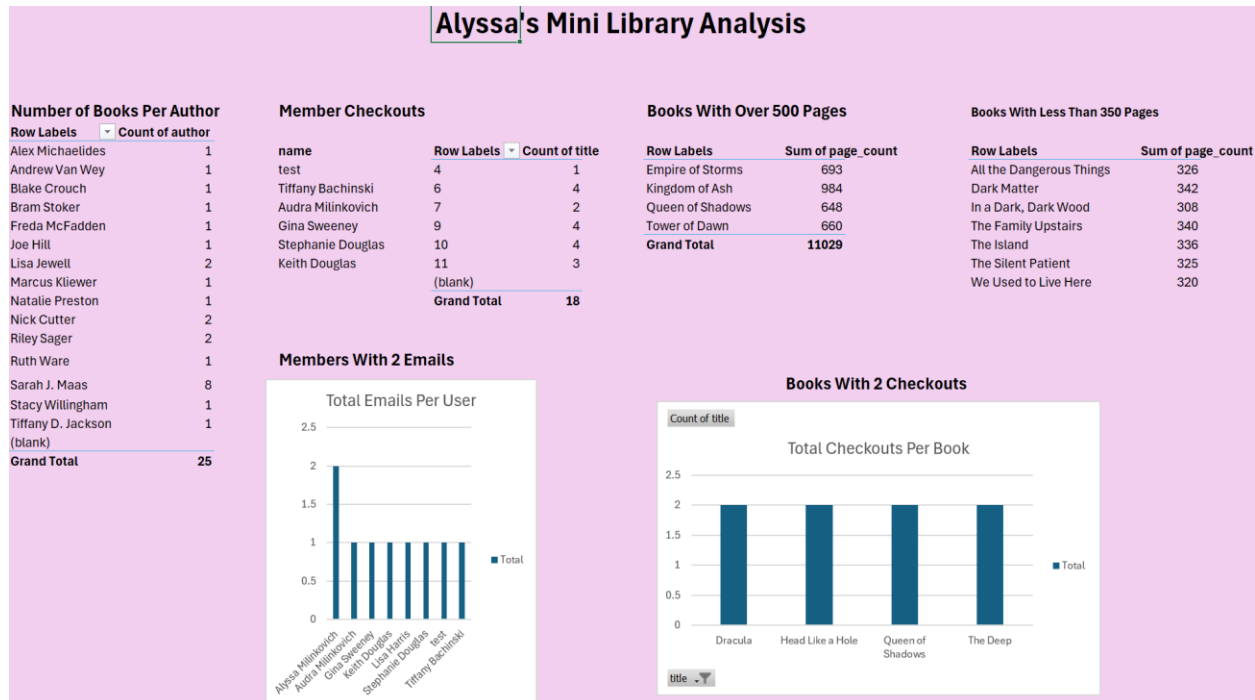 Alyssa's Mini Library Analysis
Number of Books Per Author
Row Labels Count of author
Alex Michaelides 1
Andrew Van Wey 1
Blake Crouch 1
Bram Stoker 1
Freda McFadden 1
Joe Hill 1
Lisa Jewell 2
Marcus Kliewer 1
Natalie Preston 1
Nick Cutter 2
Riley Sager 2
Ruth Ware 1
Sarah J. Maas 8
Stacy Willingham 1
Tiffany D. Jackson 1
(blank)
Grand Total 25
Member Checkouts
name Row Labels Count of title
test 4 1
Tiffany Bachinski 6 4
Audra Milinkovich 7 2
Gina Sweeney 9 4
Stephanie Douglas 10 4
Keith Douglas 11 3
(blank)
Grand Total 18
Books With Over 500 Pages
Row Labels Sum of page_count
Empire of Storms 693
Kingdom of Ash 984
Queen of Shadows 648
Tower of Dawn 660
Grand Total 11029
Books With Less Than 350 Pages
Row Labels Sum of page_count
All the Dangerous Things 326
Dark Matter 342
In a Dark, Dark Wood 308
The Family Upstairs 340
The Island 336
The Silent Patient 325
We Used to Live Here 320
Members With 2 Emails
Total Emails Per User
2.5
2
1.5
1
0.5
0
Alyssa Milinkovich
Audra Milinkovich
Gina Sweeney
Keith Douglas
Lisa Harris
Stephanie Douglas
test
Tiffany Bachinski
Total
Books With 2 Checkouts
Count of title
Total Checkouts Per Book
2.5
2
1.5
1
0.5
0
Dracula
Head Like a Hole
Queen of
Shadows
The Deep
Total
title